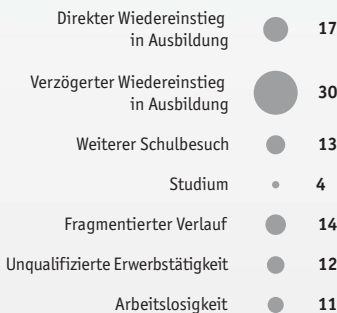 Direkter Wiedereinstieg
in Ausbildung 17
Verzögerter Wiedereinstieg
in Ausbildung 30
Weiterer Schulbesuch 13
Studium 4
Fragmentierter Verlauf 14
Unqualifizierte Erwerbstätigkeit 12
Arbeitslosigkeit 11